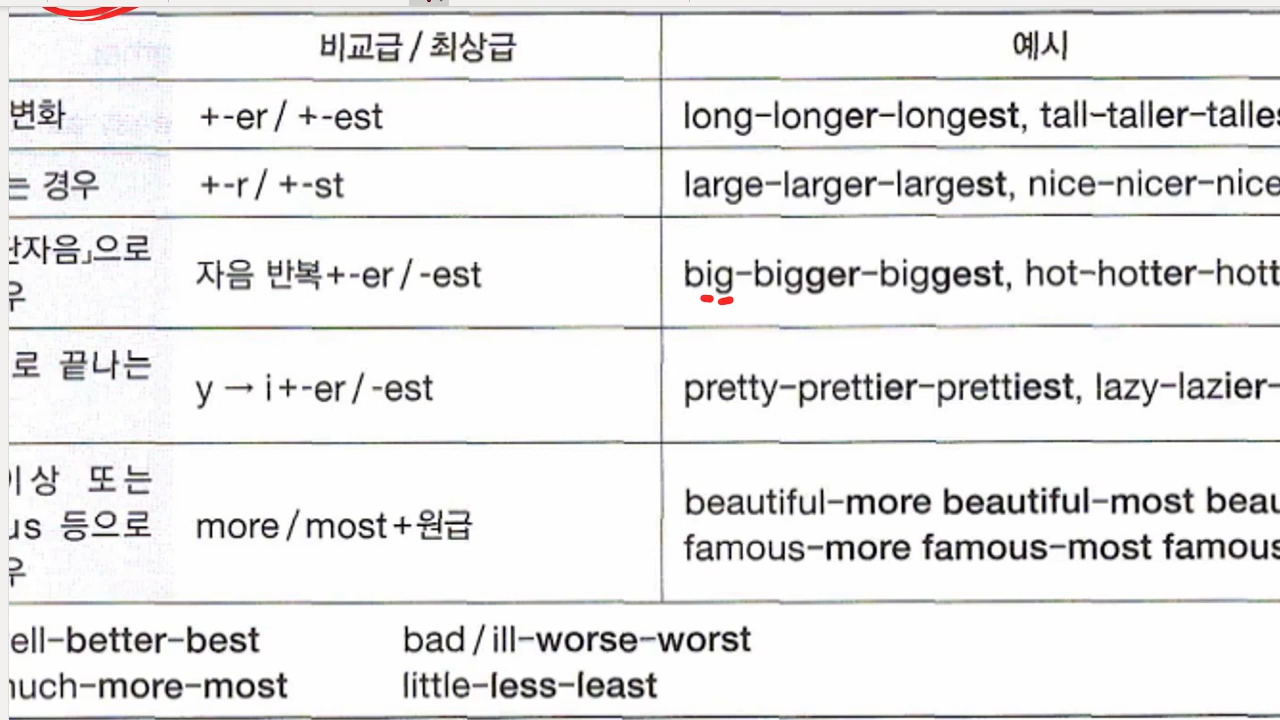 비교급 / 최상급 예시
변화 +-er / +-est long-longer-longest, tall-taller-talles
는 경우 +-r / +-st large-larger-largest, nice-nicer-nice
단자음」으로
우 자음 반복+-er / -est big-bigger-biggest, hot-hotter-hott
로 끝나는
y → i+-er / -est pretty-prettier-prettiest, lazy-lazier-
이상 또는
us 등으로 more / most+원급 beautiful-more beautiful-most beau
우 famous-more famous-most famous
ell-better-best bad / ill-worse-worst
much-more-most little-less-least